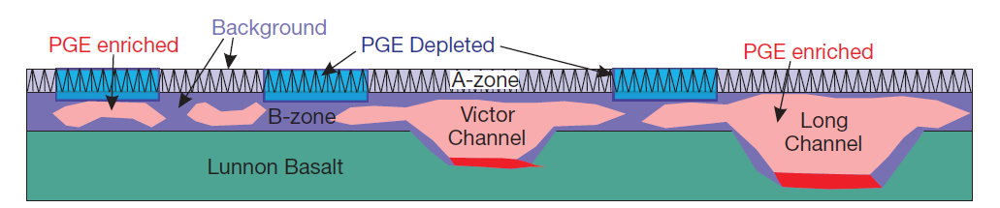 Background
PGE enriched
PGE Depleted
PGE enriched
A-zone
B-zone
Victor
Channel
Long
Channel
Lunnon Basalt